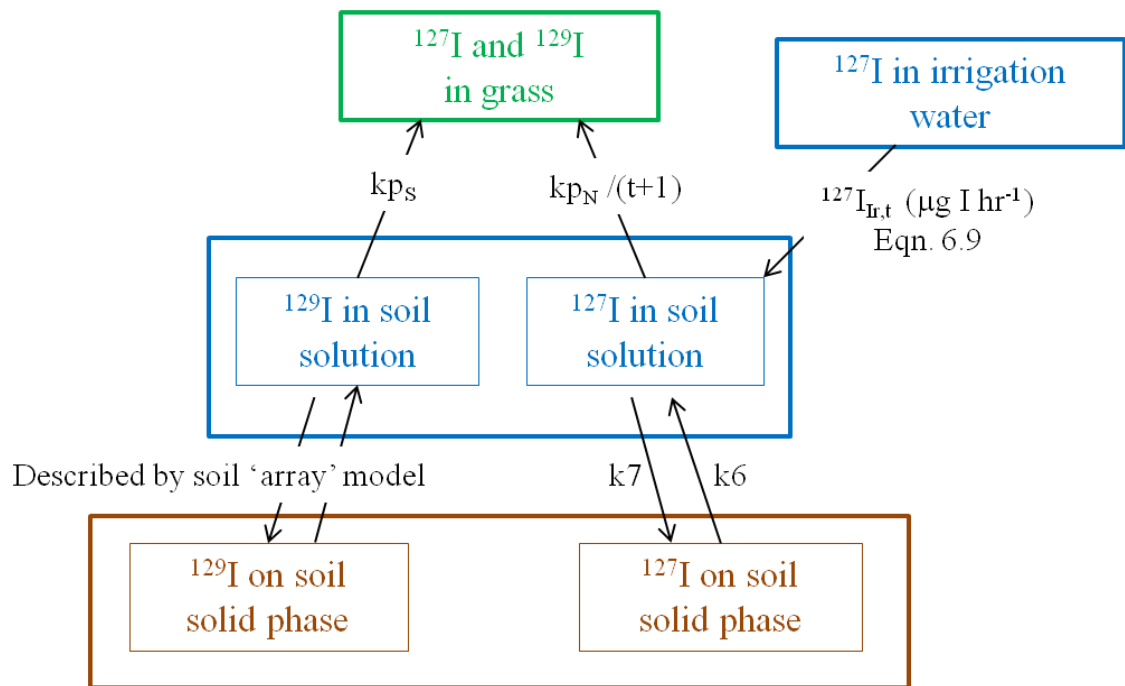 ¹²⁷I and ¹²⁹I
in grass
¹²⁷I in irrigation
water
kpS
kpN /(t+1)
¹²⁷IIr,t (μg I hr⁻¹)
Eqn. 6.9
¹²⁹I in soil
solution
¹²⁷I in soil
solution
Described by soil ‘array’ model
k7
k6
¹²⁹I on soil
solid phase
¹²⁷I on soil
solid phase